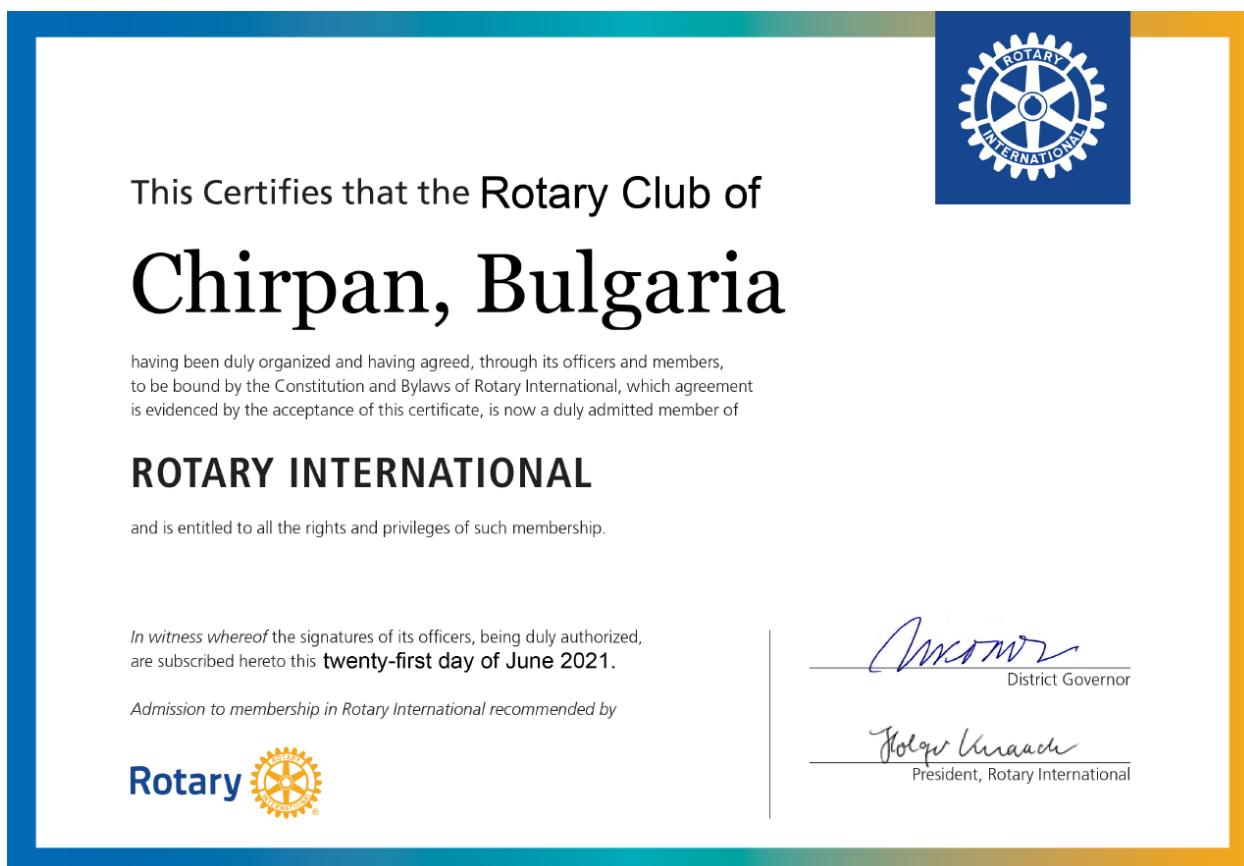 ROTARY
INTERNATIONAL
This Certifies that the Rotary Club of
Chirpan, Bulgaria
having been duly organized and having agreed, through its officers and members,
to be bound by the Constitution and Bylaws of Rotary International, which agreement
is evidenced by the acceptance of this certificate, is now a duly admitted member of
ROTARY INTERNATIONAL
and is entitled to all the rights and privileges of such membership.
In witness whereof the signatures of its officers, being duly authorized,
are subscribed hereto this twenty-first day of June 2021.
Admission to membership in Rotary International recommended by
Rotary
ROTARY
INTERNATIONAL
®
District Governor
Holger Knaack
President, Rotary International